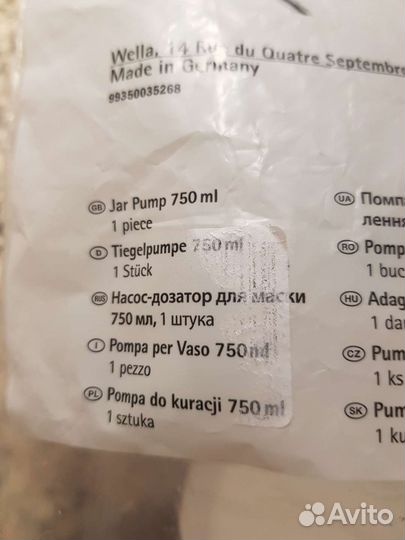 Wella, 14 Rue du Quatre Septembre
Made in Germany
99350035268
GB Jar Pump 750 ml
1 piece
D Tiegelpumpe 750 ml
1 Stück
RUS Насос-дозатор для маски
750 мл, 1 штука
I Pompa per Vaso 750 ml
1 pezzo
PL Pompa do kuracji 750 ml
1 sztuka
UA Помп
лення
RO Pomp
1 buc
HU Adag
1 da
CZ Pum
1 ks
SK Pum
1 ku
Avito